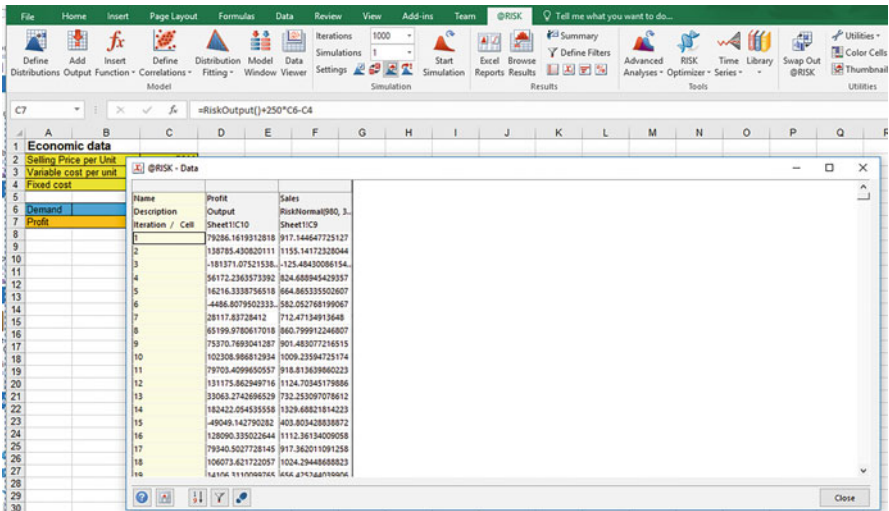 File Home Insert Page Layout Formulas Data Review View Add-ins Team @RISK Tell me what you want to do...
Define Distributions
Add Output
Insert Function
Define Correlations
Distribution Fitting
Model Window
Data Viewer
Model
Iterations 1000
Simulations 1
Settings
Start Simulation
Simulation
Excel Reports
Browse Results
Summary
Define Filters
Results
Advanced Analyses
RISK Optimizer
Time Series
Library
Tools
Swap Out @RISK
Utilities
Color Cells
Thumbnail
Utilities
C7 fx =RiskOutput()+250*C6-C4
A B C D E F G H I J K L M N O P Q
1 Economic data
2 Selling Price per Unit
3 Variable cost per unit
4 Fixed cost
5
6 Demand
7 Profit
8
9
10
11
12
13
14
15
16
17
18
19
20
21
22
23
24
25
26
27
28
29
30
@RISK - Data
Name Profit Sales
Description Output RiskNormal(980, 3..
Iteration / Cell Sheet1!C10 Sheet1!C9
1 79286.1619312818 917.144647725127
2 138785.430820111 1155.14172328044
3 -181371.07521538... -125.48430086154...
4 56172.2363573392 824.688945429357
5 16216.3338756518 664.865335502607
6 -4486.8079502333... 582.052768199067
7 28117.83728412 712.47134913648
8 65199.9780617018 860.799912246807
9 75370.7693041287 901.483077216515
10 102308.986812934 1009.23594725174
11 79703.4099650557 918.813639860223
12 131175.862949716 1124.70345179886
13 33063.2742696529 732.253097078612
14 182422.054535558 1329.68821814223
15 -49049.142790282 403.803428838872
16 128090.335022644 1112.36134009058
17 79340.5027728145 917.362011091258
18 106073.621722057 1024.29448688823
19 14106.3110099765 656.425244039906
Close